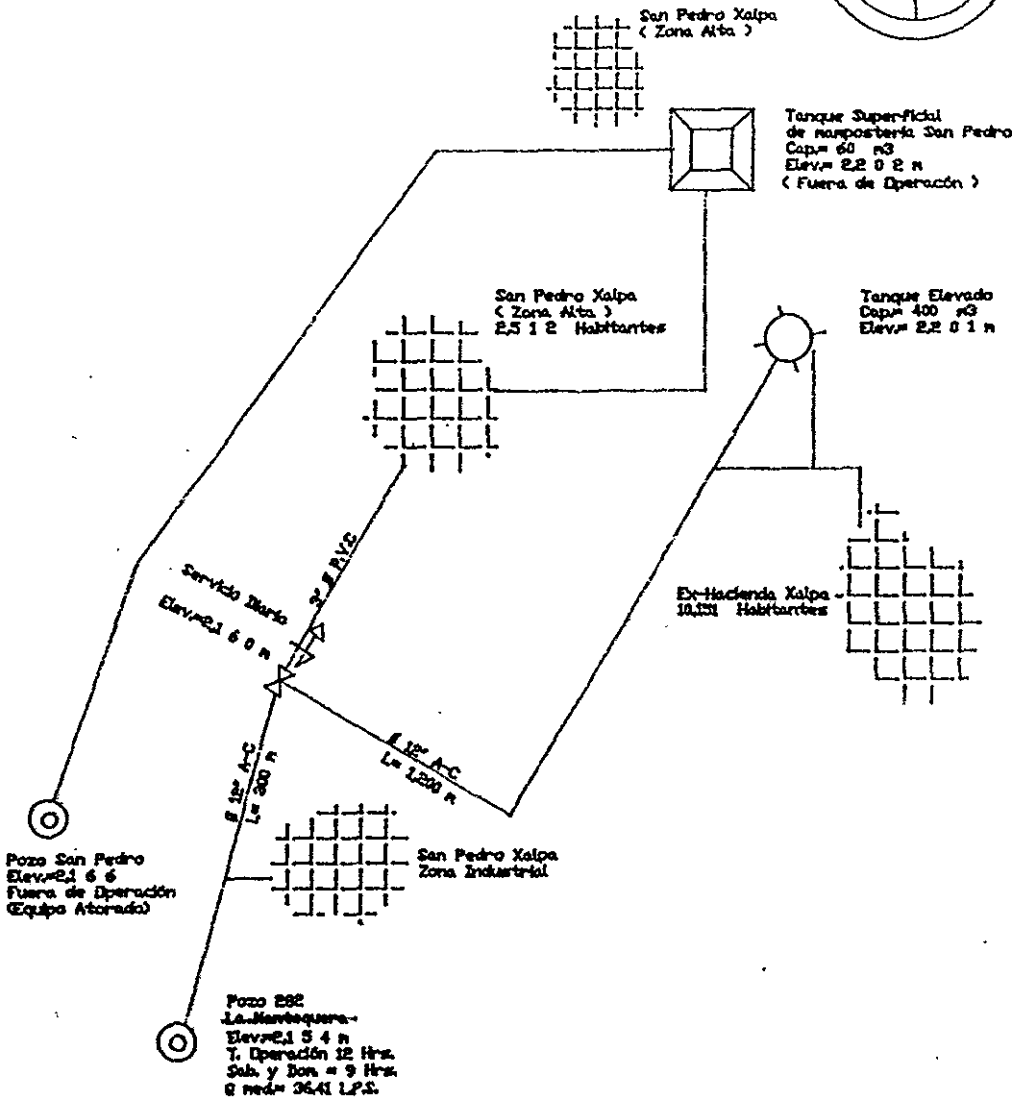 San Pedro Xalpa
( Zona Alta )
Tanque Superficial
de mampostería San Pedro
Cap.= 60 m3
Elev.= 2,2 0 2 m
( Fuera de Operacón )
San Pedro Xalpa
( Zona Alta )
2,5 1 2 Habitantes
Tanque Elevado
Cap.= 400 m3
Elev.= 2,2 0 1 m
3" Ø P.V.C
Servicio Diario
Elev.=2,1 6 0 m
Ex-Hacienda Xalpa
10,151 Habitantes
Ø 12" A-C
L= 1,200 m
Ø 12" A-C
L= 200 m
San Pedro Xalpa
Zona Industrial
Pozo San Pedro
Elev.=2,1 6 6
Fuera de Operación
(Equipo Atorado)
Pozo 282
La Mantequera
Elev.=2,1 5 4 m
T. Operación 12 Hrs.
Sab. y Dom. = 9 Hrs.
Q med.= 36.41 L.P.S.